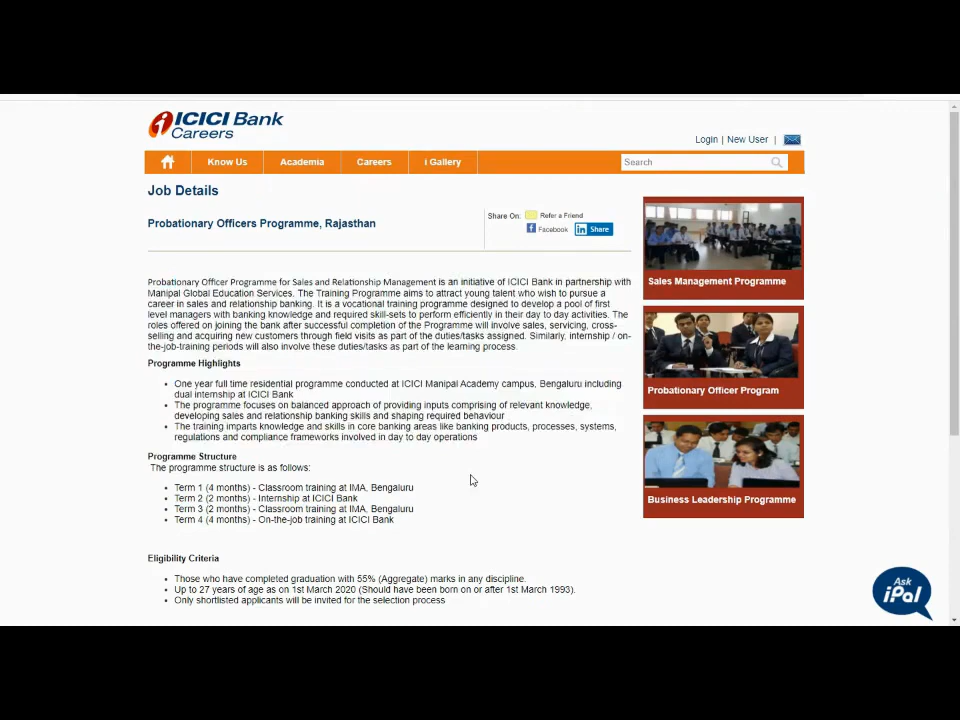 ICICI Bank
Careers
Login | New User |
Know Us
Academia
Careers
i Gallery
Search
Job Details
Probationary Officers Programme, Rajasthan
Share On: Refer a Friend
Facebook in Share
Probationary Officer Programme for Sales and Relationship Management is an initiative of ICICI Bank in partnership with
Manipal Global Education Services. The Training Programme aims to attract young talent who wish to pursue a
career in sales and relationship banking. It is a vocational training programme designed to develop a pool of first
level managers with banking knowledge and required skill-sets to perform efficiently in their day to day activities. The
roles offered on joining the bank after successful completion of the Programme will involve sales, servicing, cross-
selling and acquiring new customers through field visits as part of the duties/tasks assigned. Similarly, internship / on-
the-job-training periods will also involve these duties/tasks as part of the learning process.
Programme Highlights
One year full time residential programme conducted at ICICI Manipal Academy campus, Bengaluru including
dual internship at ICICI Bank
The programme focuses on balanced approach of providing inputs comprising of relevant knowledge,
developing sales and relationship banking skills and shaping required behaviour
The training imparts knowledge and skills in core banking areas like banking products, processes, systems,
regulations and compliance frameworks involved in day to day operations
Programme Structure
The programme structure is as follows:
Term 1 (4 months) - Classroom training at IMA, Bengaluru
Term 2 (2 months) - Internship at ICICI Bank
Term 3 (2 months) - Classroom training at IMA, Bengaluru
Term 4 (4 months) - On-the-job training at ICICI Bank
Eligibility Criteria
Those who have completed graduation with 55% (Aggregate) marks in any discipline.
Up to 27 years of age as on 1st March 2020 (Should have been born on or after 1st March 1993).
Only shortlisted applicants will be invited for the selection process
Sales Management Programme
Probationary Officer Program
Business Leadership Programme
Ask
iPal